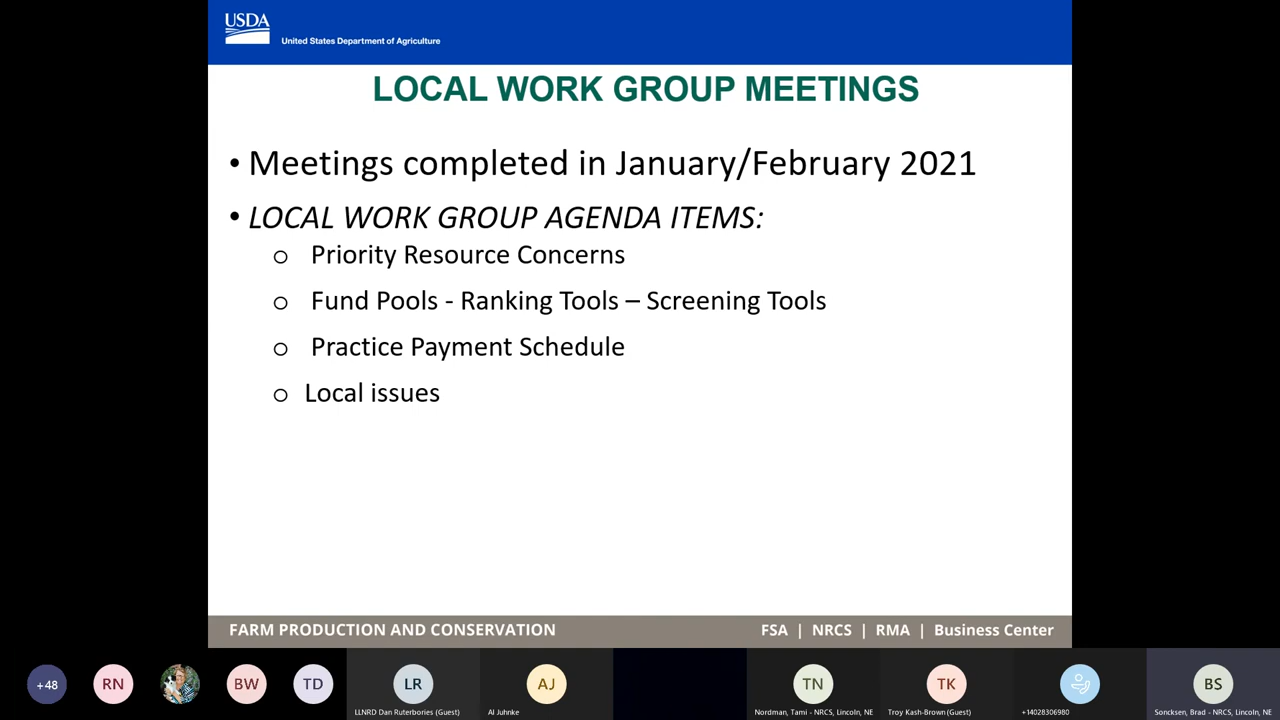 USDA
United States Department of Agriculture
LOCAL WORK GROUP MEETINGS
• Meetings completed in January/February 2021
• LOCAL WORK GROUP AGENDA ITEMS:
o Priority Resource Concerns
o Fund Pools - Ranking Tools – Screening Tools
o Practice Payment Schedule
o Local issues
FARM PRODUCTION AND CONSERVATION
FSA | NRCS | RMA | Business Center
+48
RN
BW
TD
LR
AJ
TN
TK
BS
LLNRD Dan Ruterbories (Guest)
Al Juhnke
Nordman, Tami - NRCS, Lincoln, NE
Troy Kash-Brown (Guest)
+14028306980
Soncksen, Brad - NRCS, Lincoln, NE